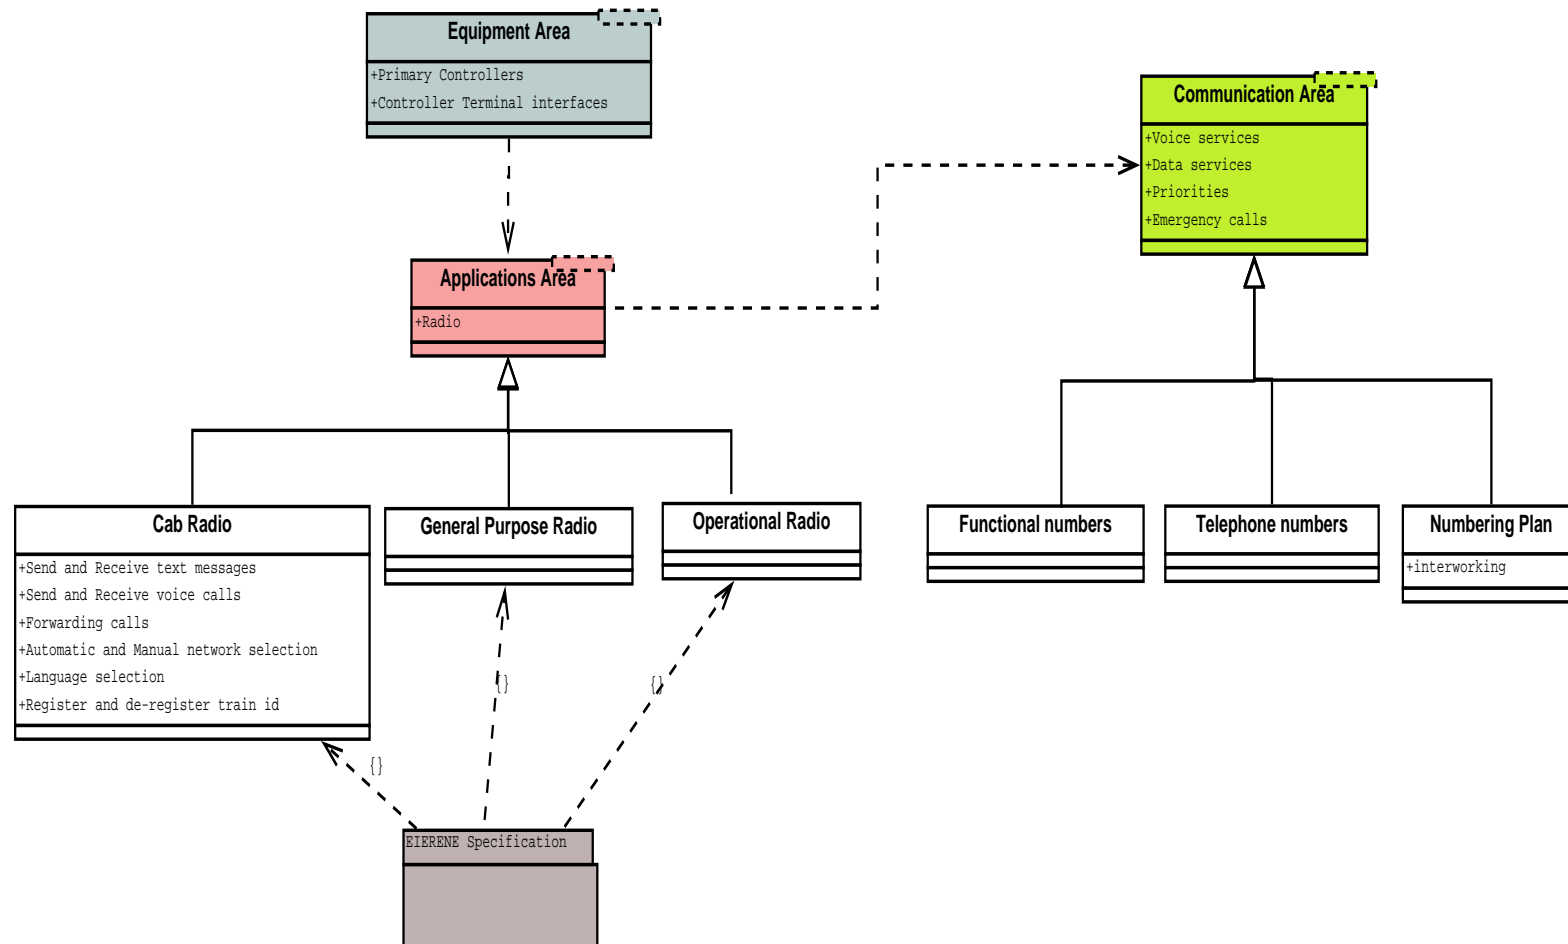 Equipment Area
+Primary Controllers
+Controller Terminal interfaces
Communication Area
+Voice services
+Data services
+Priorities
+Emergency calls
Applications Area
+Radio
Cab Radio
+Send and Receive text messages
+Send and Receive voice calls
+Forwarding calls
+Automatic and Manual network selection
+Language selection
+Register and de-register train id
General Purpose Radio
Operational Radio
Functional numbers
Telephone numbers
Numbering Plan
+interworking
{}
{}
{}
EIERENE Specification